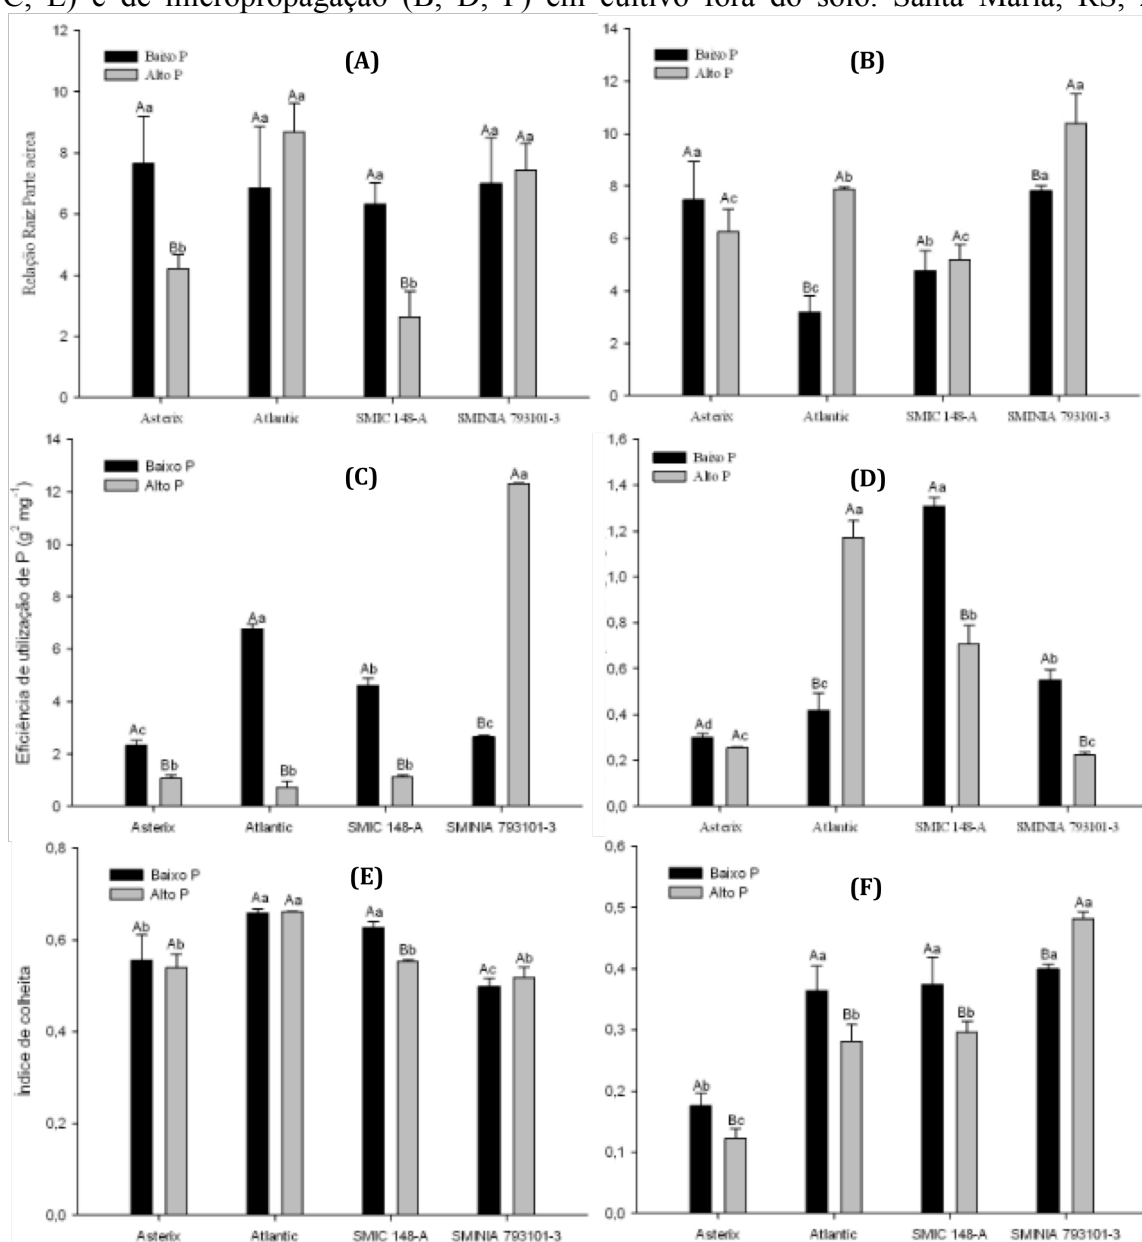 C, E) e de micropropagação (B, D, F) em cultivo fora do solo. Santa Maria, RS,
12
10
8
6
4
2
0
Relação Raiz Parte aérea
Baixo P
Alto P
(A)
Aa
Bb
Aa
Aa
Aa
Bb
Aa
Aa
Asterix
Atlantic
SMIC 148-A
SMINIA 793101-3
14
12
10
8
6
4
2
0
Baixo P
Alto P
(B)
Aa
Ac
Bc
Ab
Ab
Ac
Ba
Aa
Asterix
Atlantic
SMIC 148-A
SMINIA 793101-3
14
12
10
8
6
4
2
0
Eficiência de utilização de P (g² mg⁻¹)
Baixo P
Alto P
(C)
Ac
Bb
Aa
Bb
Ab
Bb
Bc
Aa
Asterix
Atlantic
SMIC 148-A
SMINIA 793101-3
1,6
1,4
1,2
1,0
0,8
0,6
0,4
0,2
0,0
Baixo P
Alto P
(D)
Ad
Ac
Bc
Aa
Aa
Bb
Ab
Bc
Asterix
Atlantic
SMIC 148-A
SMINIA 793101-3
0,8
0,6
0,4
0,2
0,0
Índice de colheita
Baixo P
Alto P
(E)
Ab
Ab
Aa
Aa
Aa
Bb
Ac
Ab
Asterix
Atlantic
SMIC 148-A
SMINIA 793101-3
0,6
0,5
0,4
0,3
0,2
0,1
0,0
Baixo P
Alto P
(F)
Ab
Bc
Aa
Bb
Aa
Bb
Ba
Aa
Asterix
Atlantic
SMIC 148-A
SMINIA 793101-3